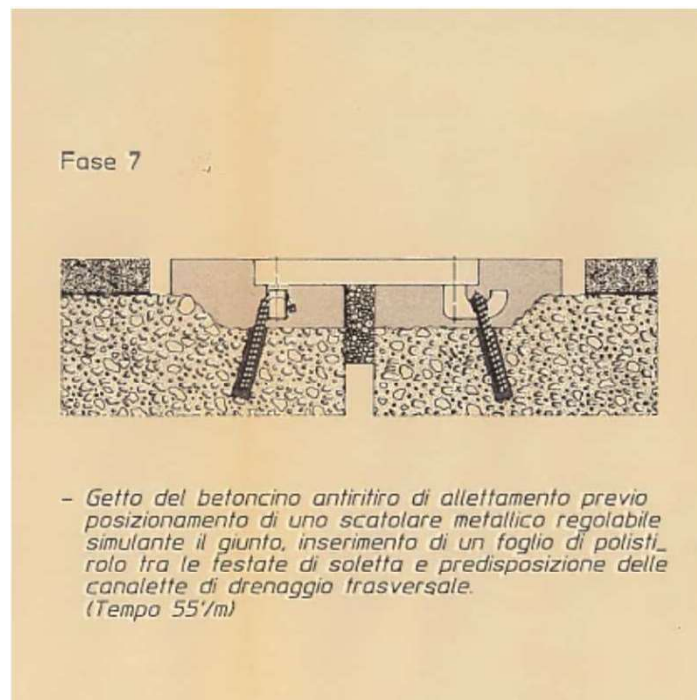 Fase 7
- Getto del betoncino antiritiro di allettamento previo
posizionamento di uno scatolare metallico regolabile
simulante il giunto, inserimento di un foglio di polisti_
rolo tra le testate di soletta e predisposizione delle
canalette di drenaggio trasversale.
(Tempo 55'/m)